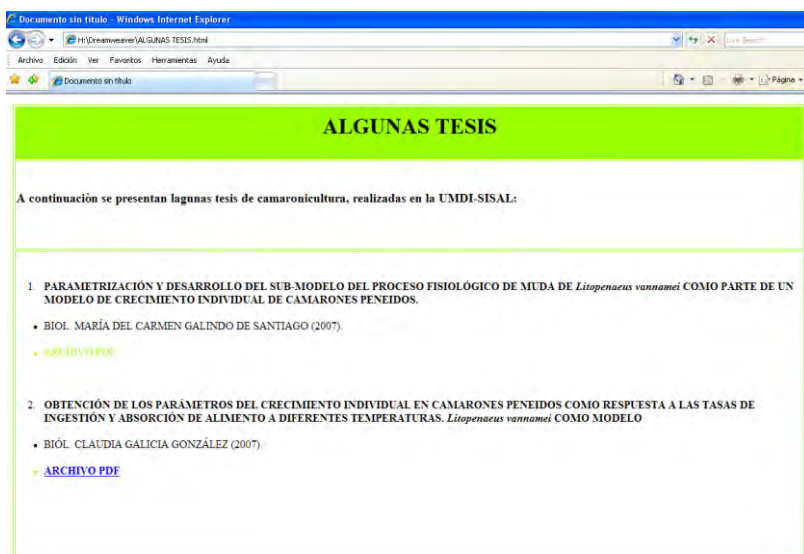 Documento sin título - Windows Internet Explorer
H:\Dreamweaver\ALGUNAS TESIS.html
Live Search
Archivo Edición Ver Favoritos Herramientas Ayuda
Documento sin título
Página
ALGUNAS TESIS
A continuaciòn se presentan lagunas tesis de camaronicultura, realizadas en la UMDI-SISAL:
1. PARAMETRIZACIÓN Y DESARROLLO DEL SUB-MODELO DEL PROCESO FISIOLÓGICO DE MUDA DE Litopenaeus vannamei COMO PARTE DE UN
MODELO DE CRECIMIENTO INDIVIDUAL DE CAMARONES PENEIDOS.
• BIOL. MARÍA DEL CARMEN GALINDO DE SANTIAGO (2007).
• ARCHIVO PDF
2. OBTENCIÓN DE LOS PARÁMETROS DEL CRECIMIENTO INDIVIDUAL EN CAMARONES PENEIDOS COMO RESPUESTA A LAS TASAS DE
INGESTIÓN Y ABSORCIÓN DE ALIMENTO A DIFERENTES TEMPERATURAS. Litopenaeus vannamei COMO MODELO
• BIÓL. CLAUDIA GALICIA GONZÁLEZ (2007).
• ARCHIVO PDF